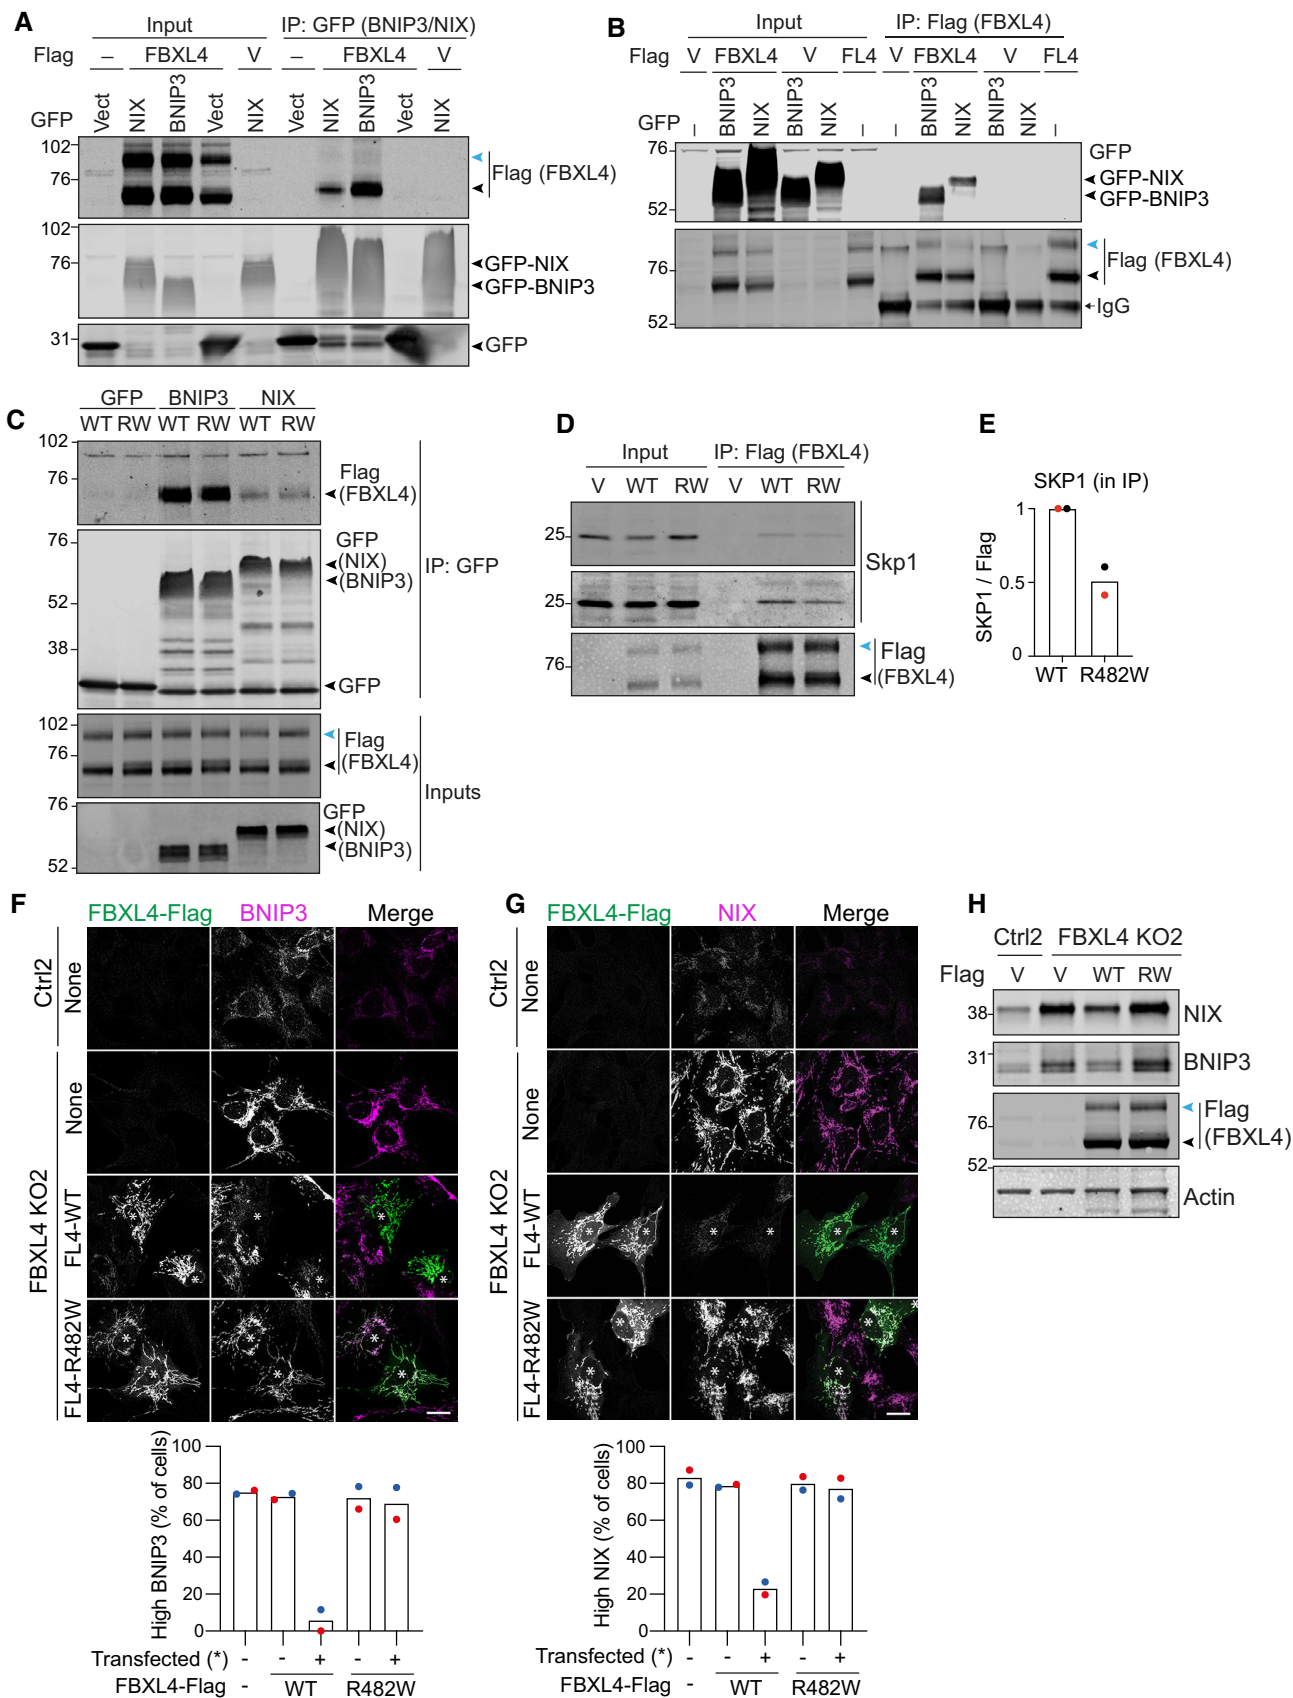 A
Input
IP: GFP (BNIP3/NIX)
Flag
–
FBXL4
V
–
FBXL4
V
GFP
Vect
NIX
BNIP3
Vect
NIX
Vect
NIX
BNIP3
Vect
NIX
102
76
Flag (FBXL4)
102
76
GFP-NIX
GFP-BNIP3
31
GFP
B
Input
IP: Flag (FBXL4)
Flag
V
FBXL4
V
FL4
V
FBXL4
V
FL4
GFP
–
BNIP3
NIX
BNIP3
NIX
–
–
BNIP3
NIX
BNIP3
NIX
–
76
52
GFP
GFP-NIX
GFP-BNIP3
76
52
Flag (FBXL4)
IgG
C
GFP
BNIP3
NIX
WT RW WT RW WT RW
102
76
Flag
(FBXL4)
76
52
38
GFP
(NIX)
(BNIP3)
GFP
IP: GFP
102
76
Flag
(FBXL4)
76
52
GFP
(NIX)
(BNIP3)
Inputs
D
Input
IP: Flag (FBXL4)
V WT RW V WT RW
25
25
Skp1
76
Flag
(FBXL4)
E
SKP1 (in IP)
SKP1 / Flag
1
0.5
0
WT
R482W
F
FBXL4-Flag
BNIP3
Merge
Ctrl2
None
FBXL4 KO2
None
FL4-WT
FL4-R482W
* * * *
* * * *
High BNIP3 (% of cells)
100
80
60
40
20
0
Transfected (*)
- - + - +
FBXL4-Flag
- WT R482W
G
FBXL4-Flag
NIX
Merge
Ctrl2
None
FBXL4 KO2
None
FL4-WT
FL4-R482W
* * * * * *
* * * * * * *
High NIX (% of cells)
100
80
60
40
20
0
Transfected (*)
- - + - +
FBXL4-Flag
- WT R482W
H
Ctrl2
FBXL4 KO2
Flag
V V WT RW
38
NIX
31
BNIP3
76
52
Flag
(FBXL4)
Actin